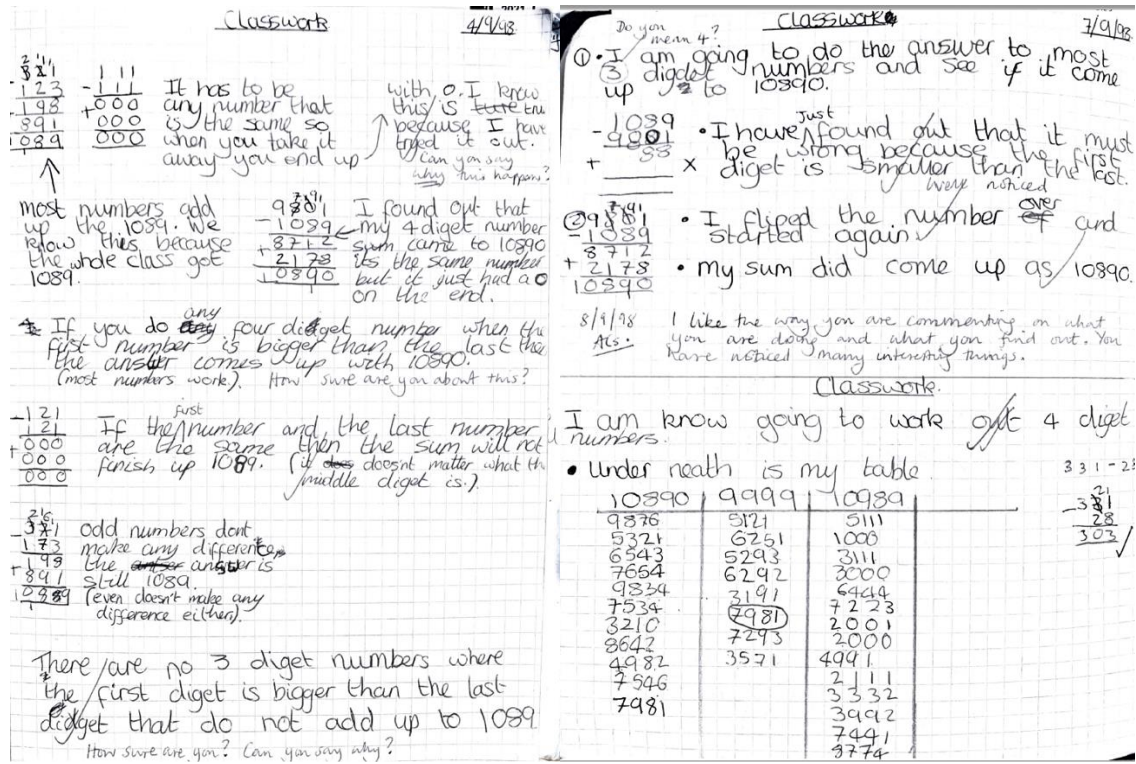 Classwork
4/9/98
321
- 123
198
+ 891
1089
- 111
+ 000
000
000
It has to be
any number that
is the same so
when you take it
away you end up
with 0. I know
this is true
because I have
tryed it out.
Can you say
why this happens?
most numbers add
up the 1089. We
know this because
the whole class got
1089.
9801
- 1089
8712
+ 2178
10890
I found out that
my 4 diget number
sum came to 10890
its the same number
but it just had a 0
on the end.
If you do any four digget number when the
first number is bigger than the last the
the answer comes up with 10890.
(most numbers work). How sure are you about this?
- 121
121
+ 000
000
000
If the first number and the last number
are the same then the sum will not
finish up 1089. (it doesnt matter what the
middle diget is.)
371
- 173
198
+ 891
1089
odd numbers dont
make any different,
the answer is
still 1089.
(even doesn't make any
difference either).
There are no 3 diget numbers where
the first diget is bigger than the last
didget that do not add up to 1089
How sure are you? Can you say why?
Classwork
7/9/98
Do you
mean 4?
① • I am going to do the answer to most
3 digdet numbers and see if it come
up to 10890.
1089
- 9801
88
+
×
• I have Just found out that it must
be wrong because the first
diget is smaller than the last.
Well noticed
② 9801
- 1089
8712
+ 2178
10890
• I fliped the number over and
started again.
• my sum did come up as 10890.
8/9/98
I like the way you are commenting on what
you are doing and what you find out. You
have noticed many interesting things.
Classwork.
I am know going to work out 4 diget
numbers.
• Under neath is my table
331-28
331
- 28
303
10890 9999 10989
9876 5121 5111
5321 6251 1000
6543 5293 3111
7654 6292 3000
9834 3191 6444
7534 7981 7223
3210 7293 2001
8642 3571 2000
4982 4991
7546 2111
7981 3332
3992
7441
8774